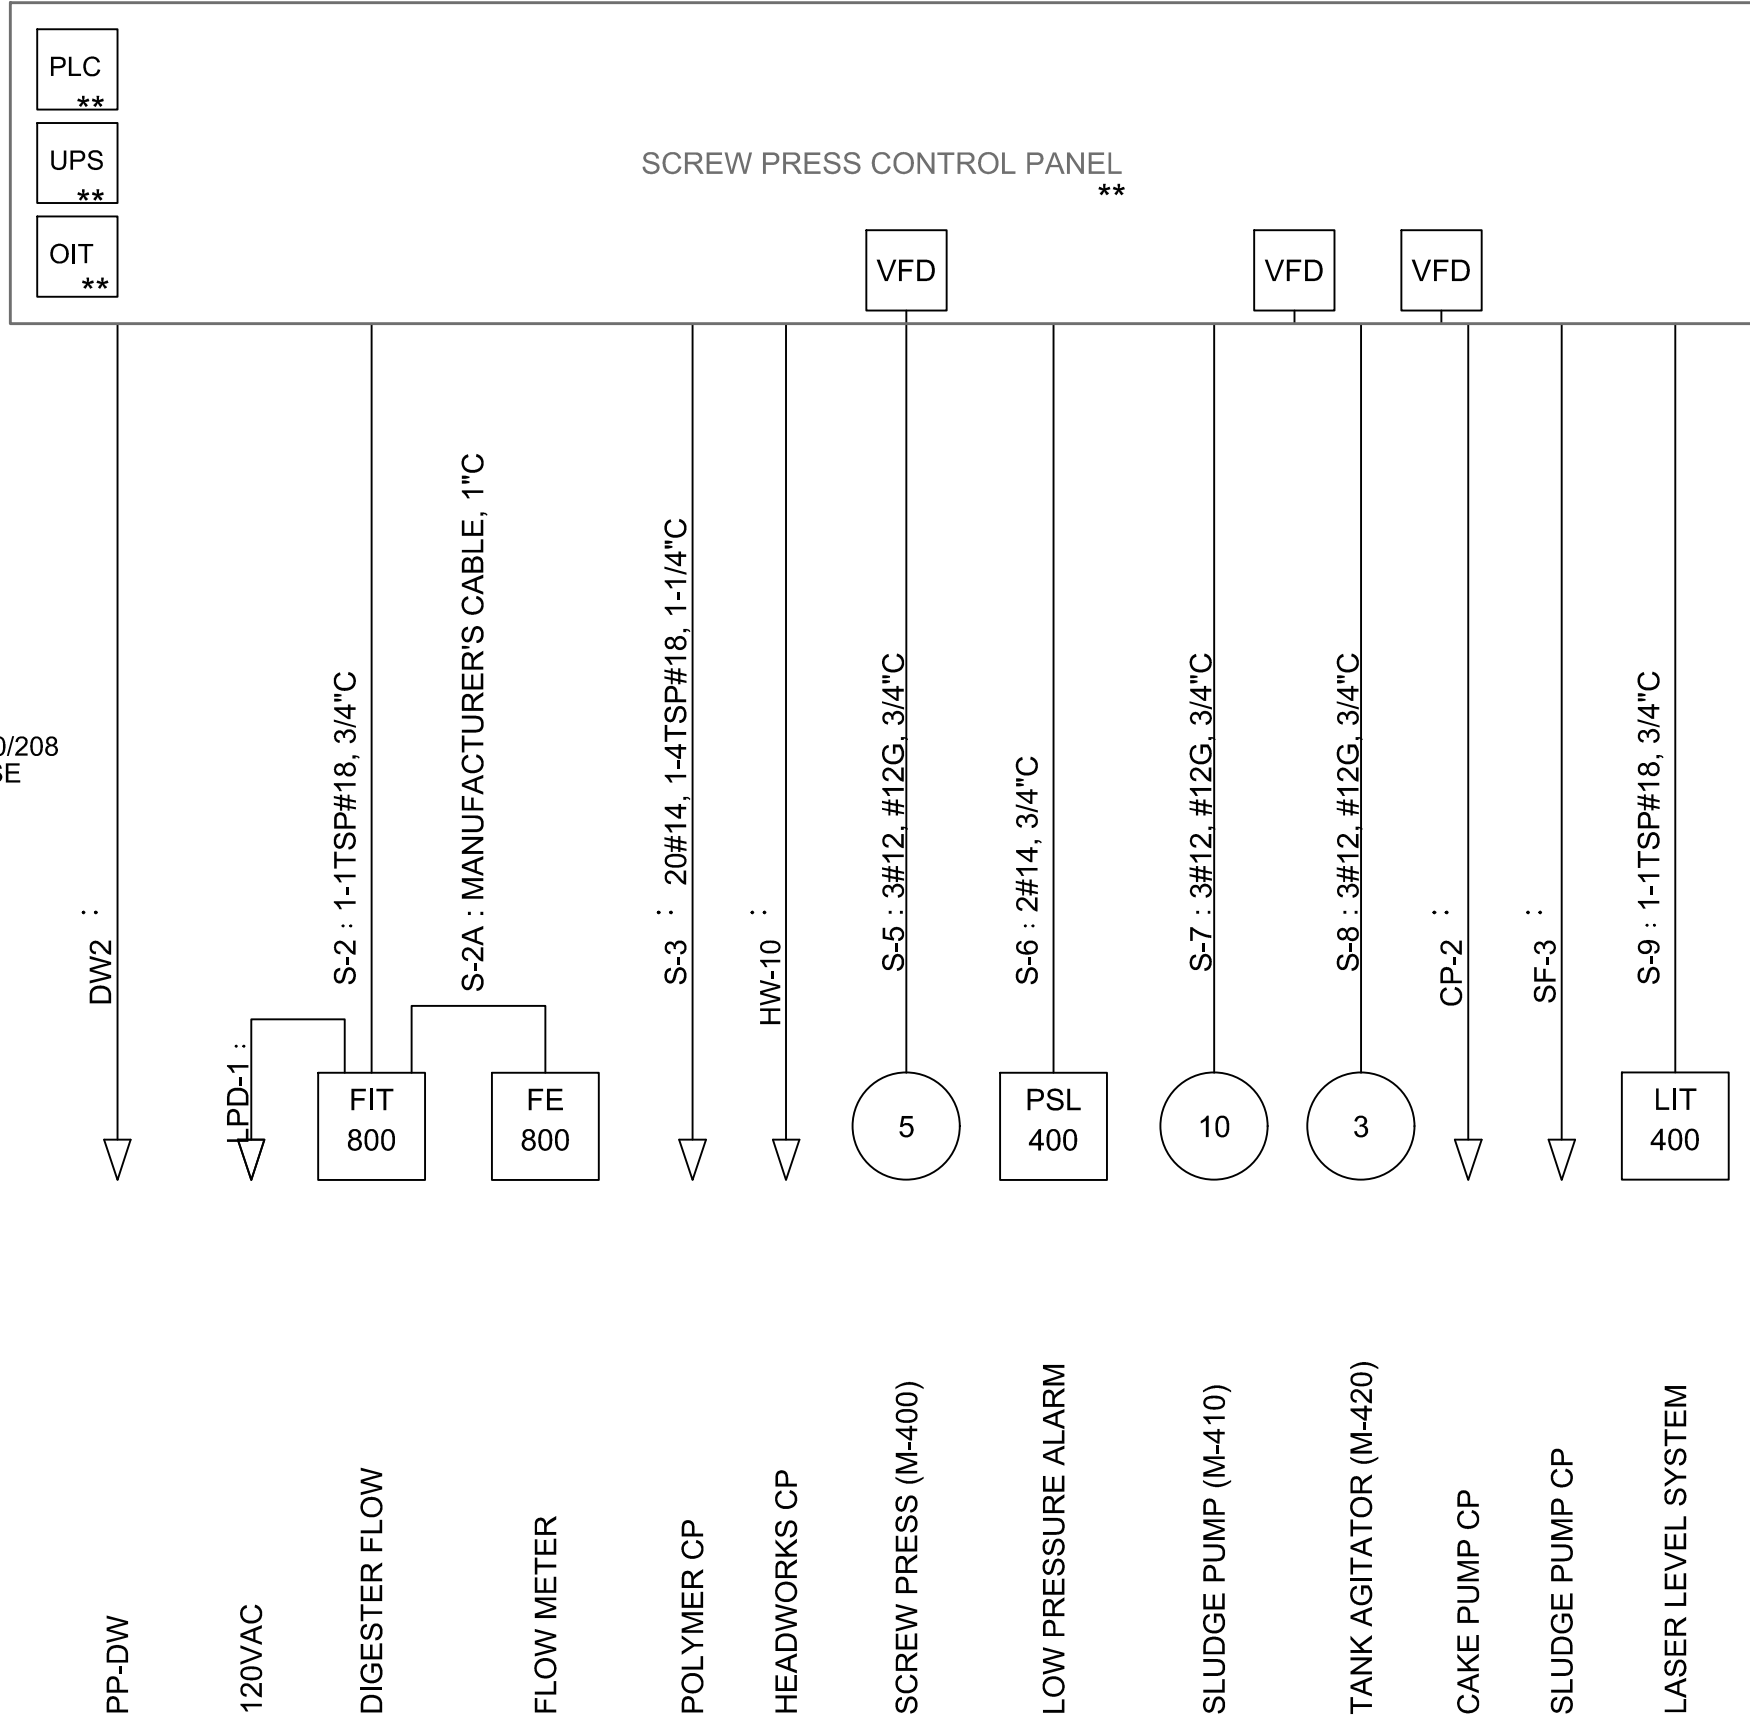 PLC
**
UPS
**
OIT
**
SCREW PRESS CONTROL PANEL
**
VFD
VFD
VFD
0/208
SE
DW2 :
LPD-1 :
S-2 : 1-1TSP#18, 3/4"C
S-2A : MANUFACTURER'S CABLE, 1"C
S-3 : 20#14, 1-4TSP#18, 1-1/4"C
HW-10 :
S-5 : 3#12, #12G, 3/4"C
S-6 : 2#14, 3/4"C
S-7 : 3#12, #12G, 3/4"C
S-8 : 3#12, #12G, 3/4"C
CP-2 :
SF-3 :
S-9 : 1-1TSP#18, 3/4"C
FIT
800
FE
800
5
PSL
400
10
3
LIT
400
PP-DW
120VAC
DIGESTER FLOW
FLOW METER
POLYMER CP
HEADWORKS CP
SCREW PRESS (M-400)
LOW PRESSURE ALARM
SLUDGE PUMP (M-410)
TANK AGITATOR (M-420)
CAKE PUMP CP
SLUDGE PUMP CP
LASER LEVEL SYSTEM